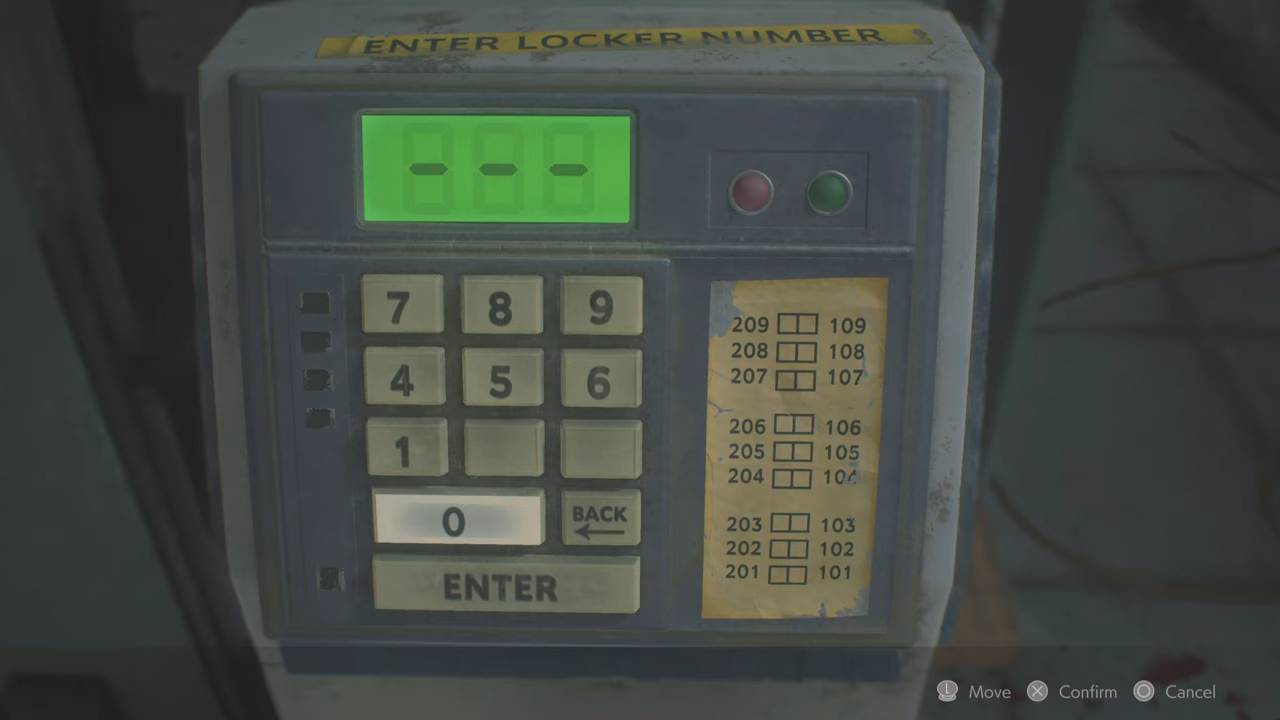 ENTER LOCKER NUMBER
- - -
7 8 9
4 5 6
1
0 BACK
ENTER
209 109
208 108
207 107
206 106
205 105
204 104
203 103
202 102
201 101
L Move Confirm Cancel